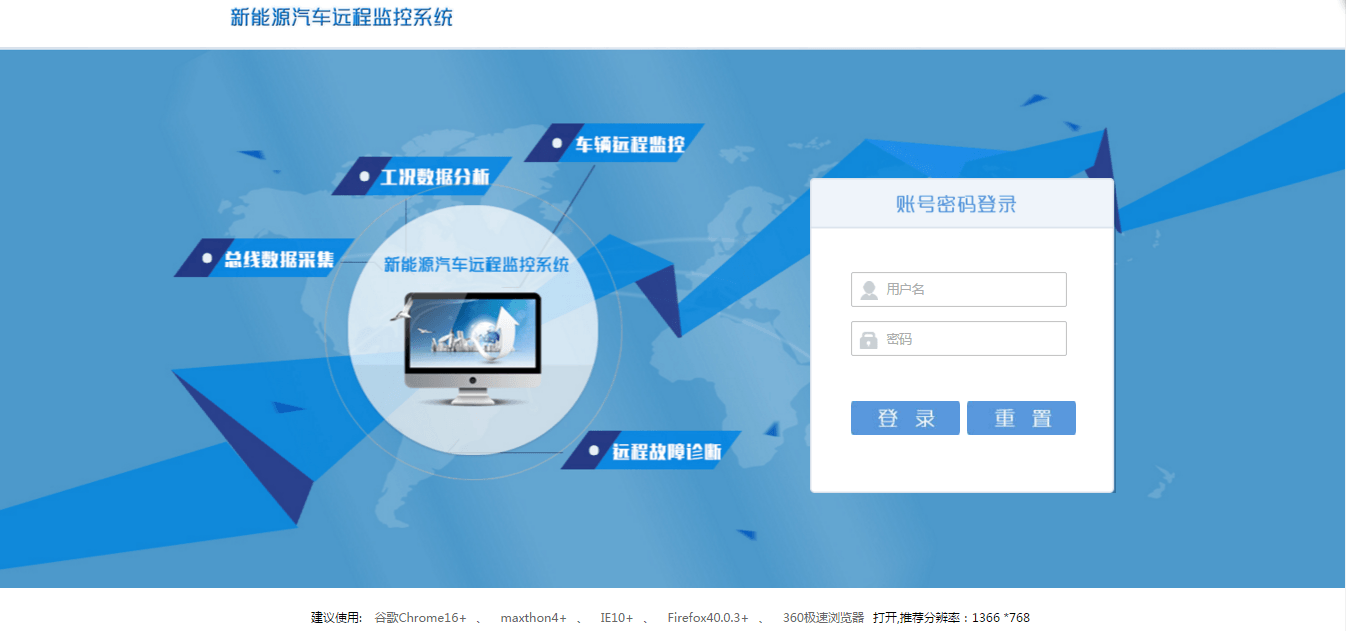 新能源汽车远程监控系统
车辆远程监控
工况数据分析
总线数据采集
新能源汽车远程监控系统
远程故障诊断
账号密码登录
用户名
密码
登 录 重 置
建议使用: 谷歌Chrome16+ 、 maxthon4+ 、 IE10+ 、 Firefox40.0.3+ 、 360极速浏览器 打开,推荐分辨率：1366 *768